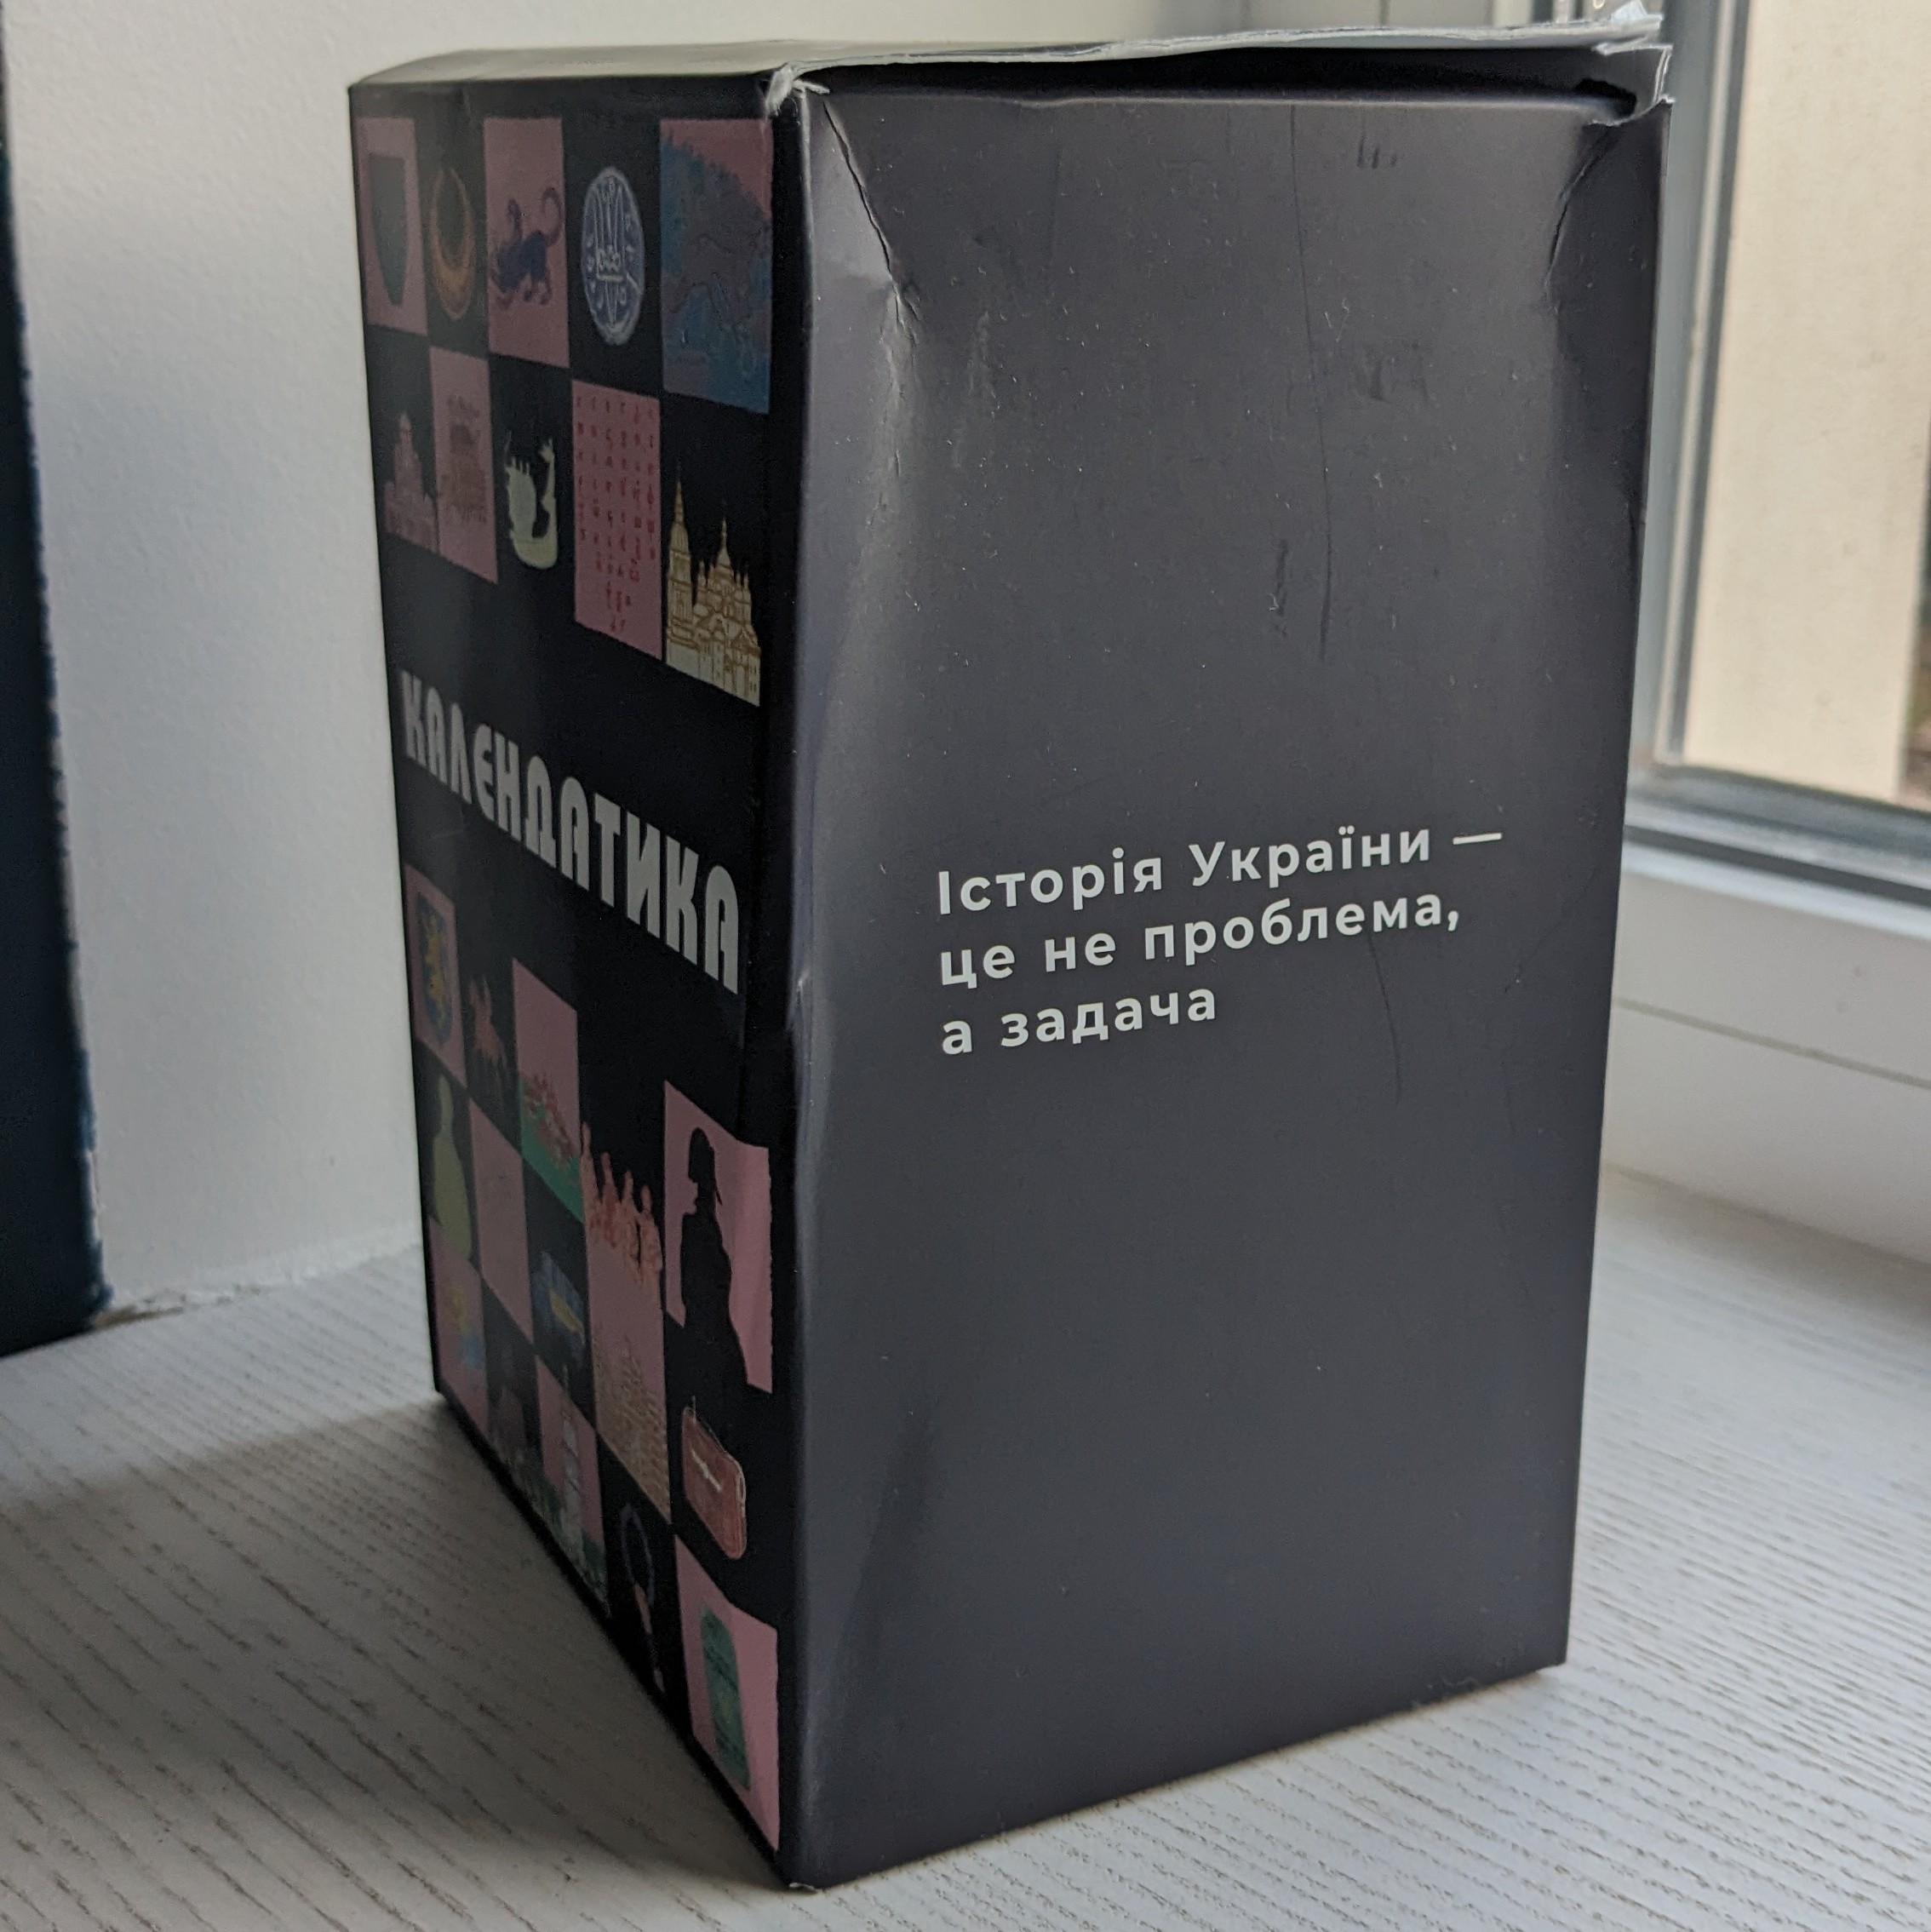 КАЛЕНДАТИКА
Історія України —
це не проблема,
а задача